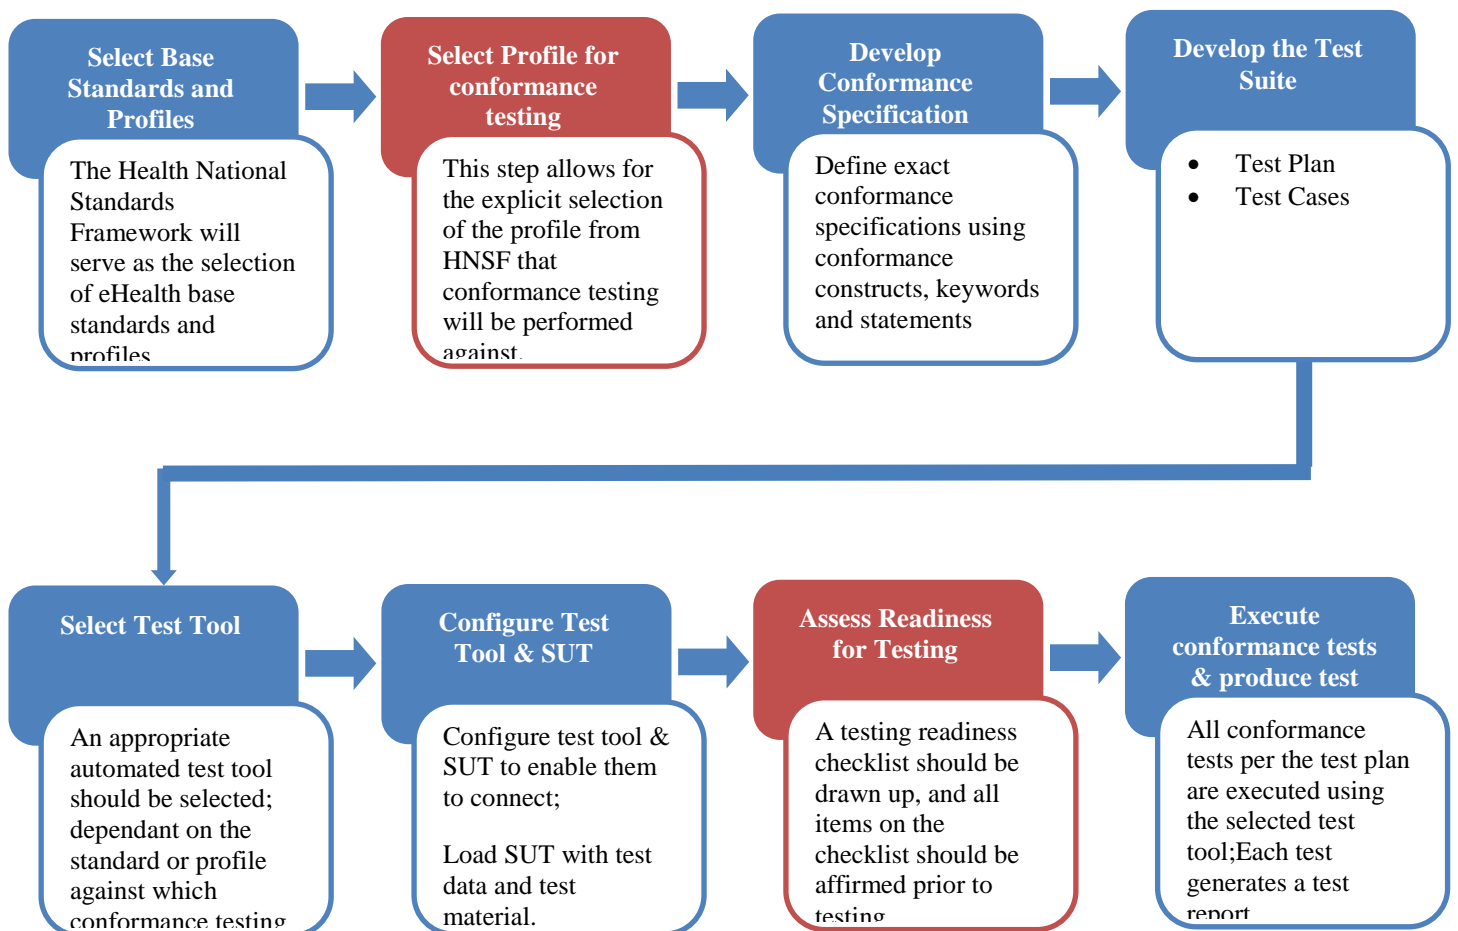 Select Base
Standards and
Profiles
The Health National
Standards
Framework will
serve as the selection
of eHealth base
standards and
profiles
Select Profile for
conformance
testing
This step allows for
the explicit selection
of the profile from
HNSF that
conformance testing
will be performed
against.
Develop
Conformance
Specification
Define exact
conformance
specifications using
conformance
constructs, keywords
and statements
Develop the Test
Suite
• Test Plan
• Test Cases
Select Test Tool
An appropriate
automated test tool
should be selected;
dependant on the
standard or profile
against which
conformance testing
Configure Test
Tool & SUT
Configure test tool &
SUT to enable them
to connect;
Load SUT with test
data and test
material.
Assess Readiness
for Testing
A testing readiness
checklist should be
drawn up, and all
items on the
checklist should be
affirmed prior to
testing
Execute
conformance tests
& produce test
All conformance
tests per the test plan
are executed using
the selected test
tool;Each test
generates a test
report